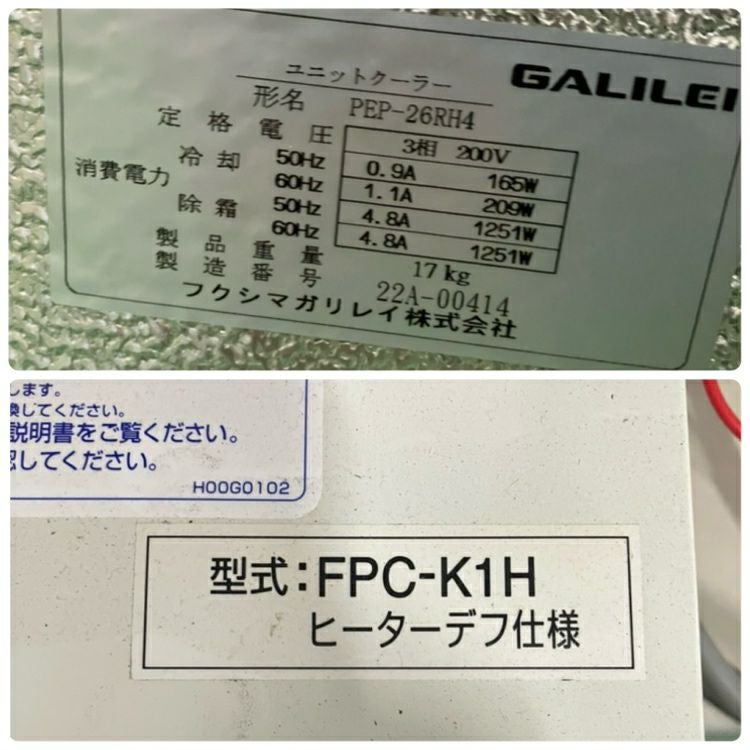 GALILEI
ユニットクーラー
形名 PEP-26RH4
定格電圧 3相 200V
消費電力 冷却 50Hz 0.9A 165W
60Hz 1.1A 209W
除霜 50Hz 4.8A 1251W
60Hz 4.8A 1251W
製品重量 17kg
製造番号 22A-00414
フクシマガリレイ株式会社
します。
換してください。
説明書をご覧ください。
認してください。
H00G0102
型式：FPC-K1H
ヒーターデフ仕様